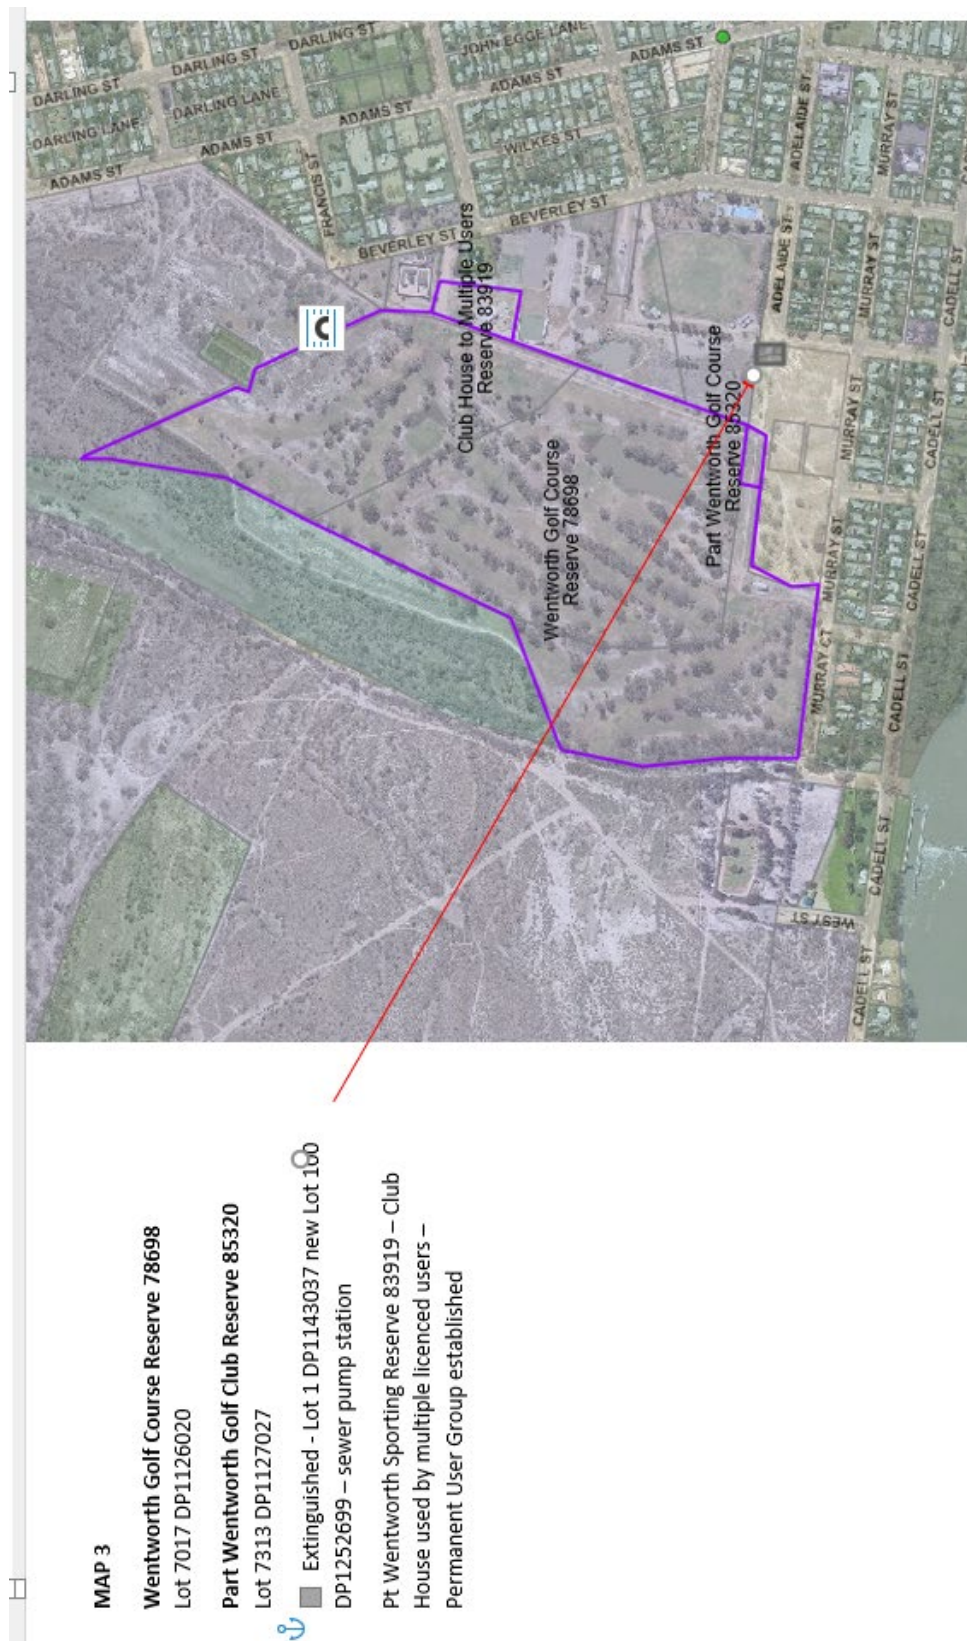 MAP 3
Wentworth Golf Course Reserve 78698
Lot 7017 DP1126020
Part Wentworth Golf Club Reserve 85320
Lot 7313 DP1127027
Extinguished - Lot 1 DP1143037 new Lot 100
DP1252699 – sewer pump station
Pt Wentworth Sporting Reserve 83919 – Club
House used by multiple licenced users –
Permanent User Group established
DARLING ST
DARLING ST
DARLING ST
JOHN EGGE LANE
DARLING LANE
DARLING LANE
ADAMS ST
ADAMS ST
ADAMS ST
ADAMS ST
ADAMS ST
WILKES ST
FRANCIS ST
BEVERLEY ST
BEVERLEY ST
ADELAIDE ST
ADELAIDE ST
MURRAY ST
MURRAY ST
MURRAY ST
MURRAY ST
MURRAY CT
CADELL ST
CADELL ST
CADELL ST
CADELL ST
CADELL ST
CADELL ST
WEST ST
Club House to Multiple Users
Reserve 83919
Wentworth Golf Course
Reserve 78698
Part Wentworth Golf Course
Reserve 85320